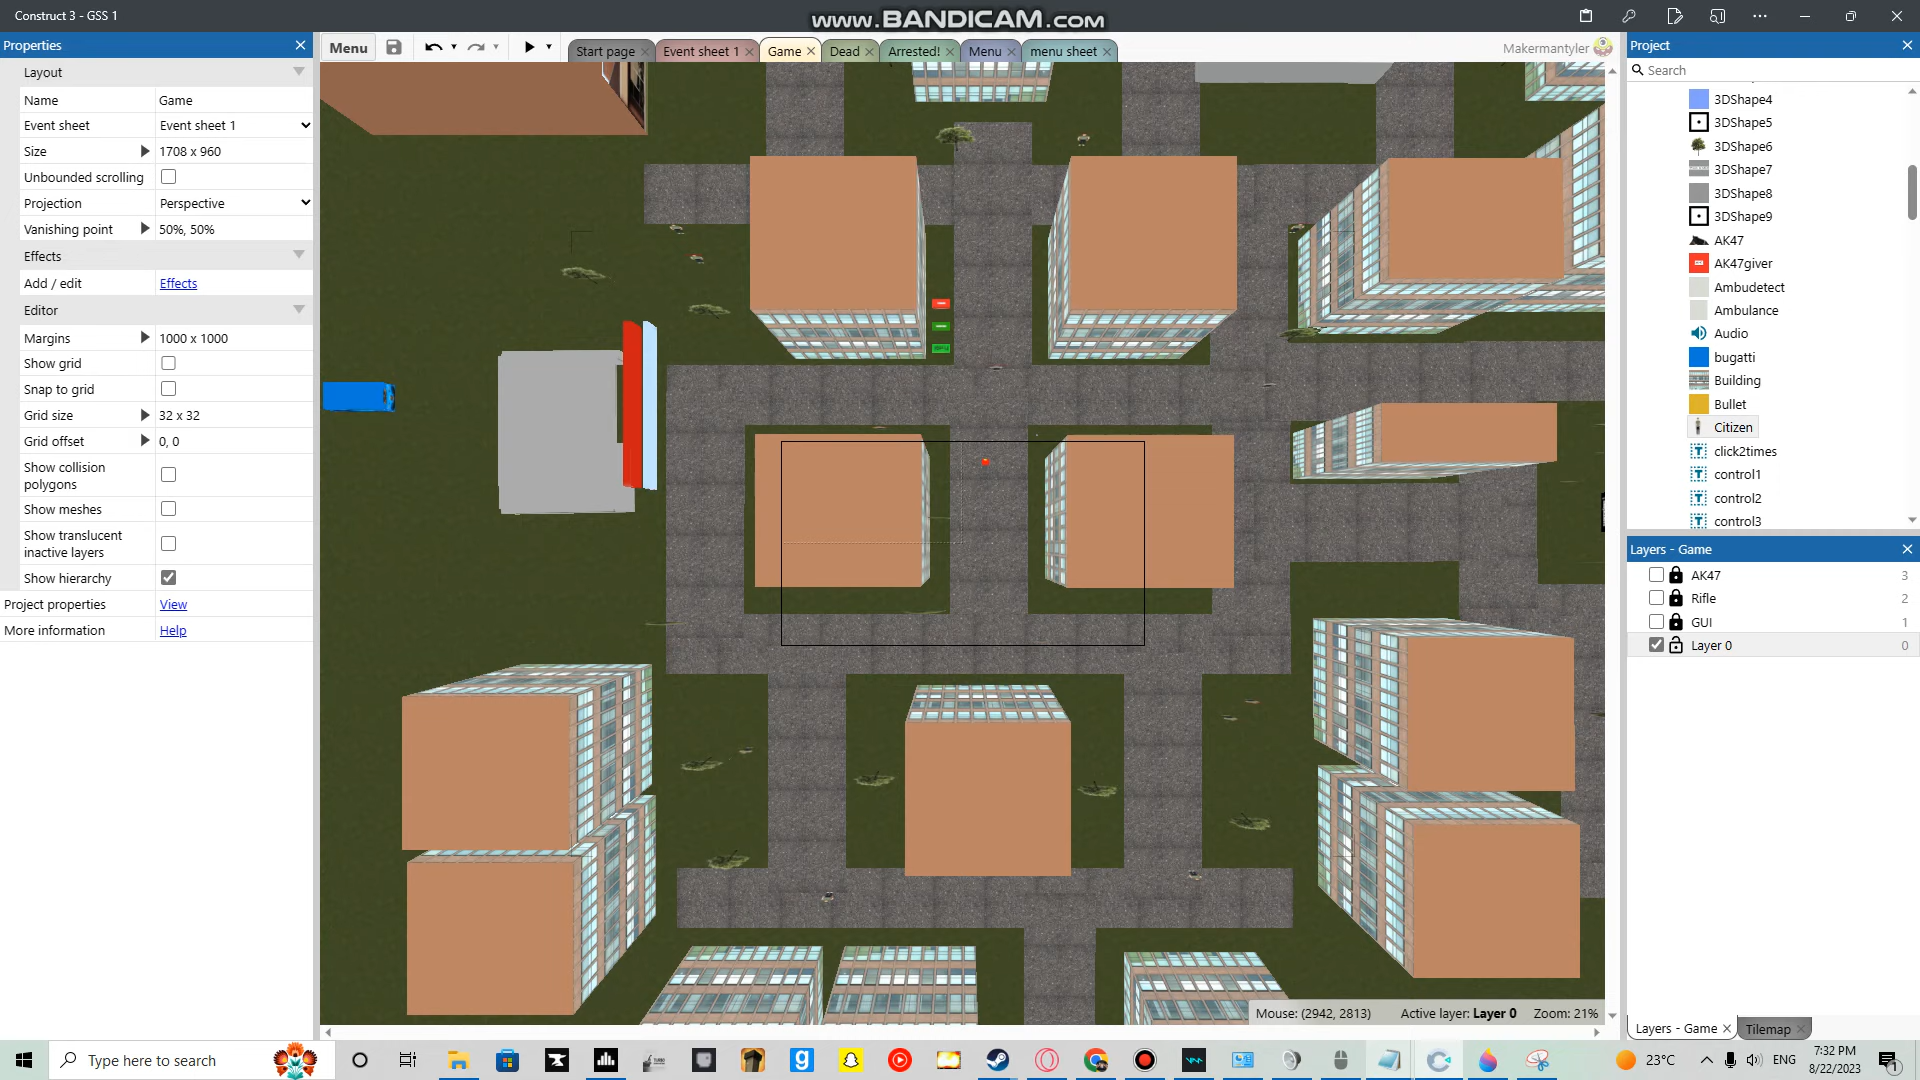 Construct 3 - GSS 1
www.BANDICAM.com
Properties
Layout
Name Game
Event sheet Event sheet 1
Size 1708 x 960
Unbounded scrolling
Projection Perspective
Vanishing point 50%, 50%
Effects
Add / edit Effects
Editor
Margins 1000 x 1000
Show grid
Snap to grid
Grid size 32 x 32
Grid offset 0, 0
Show collision
polygons
Show meshes
Show translucent
inactive layers
Show hierarchy
Project properties View
More information Help
Menu
Start page
Event sheet 1
Game
Dead
Arrested!
Menu
menu sheet
Makermantyler
Mouse: (2942, 2813) Active layer: Layer 0 Zoom: 21%
Project
Search
3DShape4
3DShape5
3DShape6
3DShape7
3DShape8
3DShape9
AK47
AK47giver
Ambudetect
Ambulance
Audio
bugatti
Building
Bullet
Citizen
click2times
control1
control2
control3
Layers - Game
AK47 3
Rifle 2
GUI 1
Layer 0 0
Layers - Game
Tilemap
Type here to search
23°C
ENG
7:32 PM
8/22/2023
1